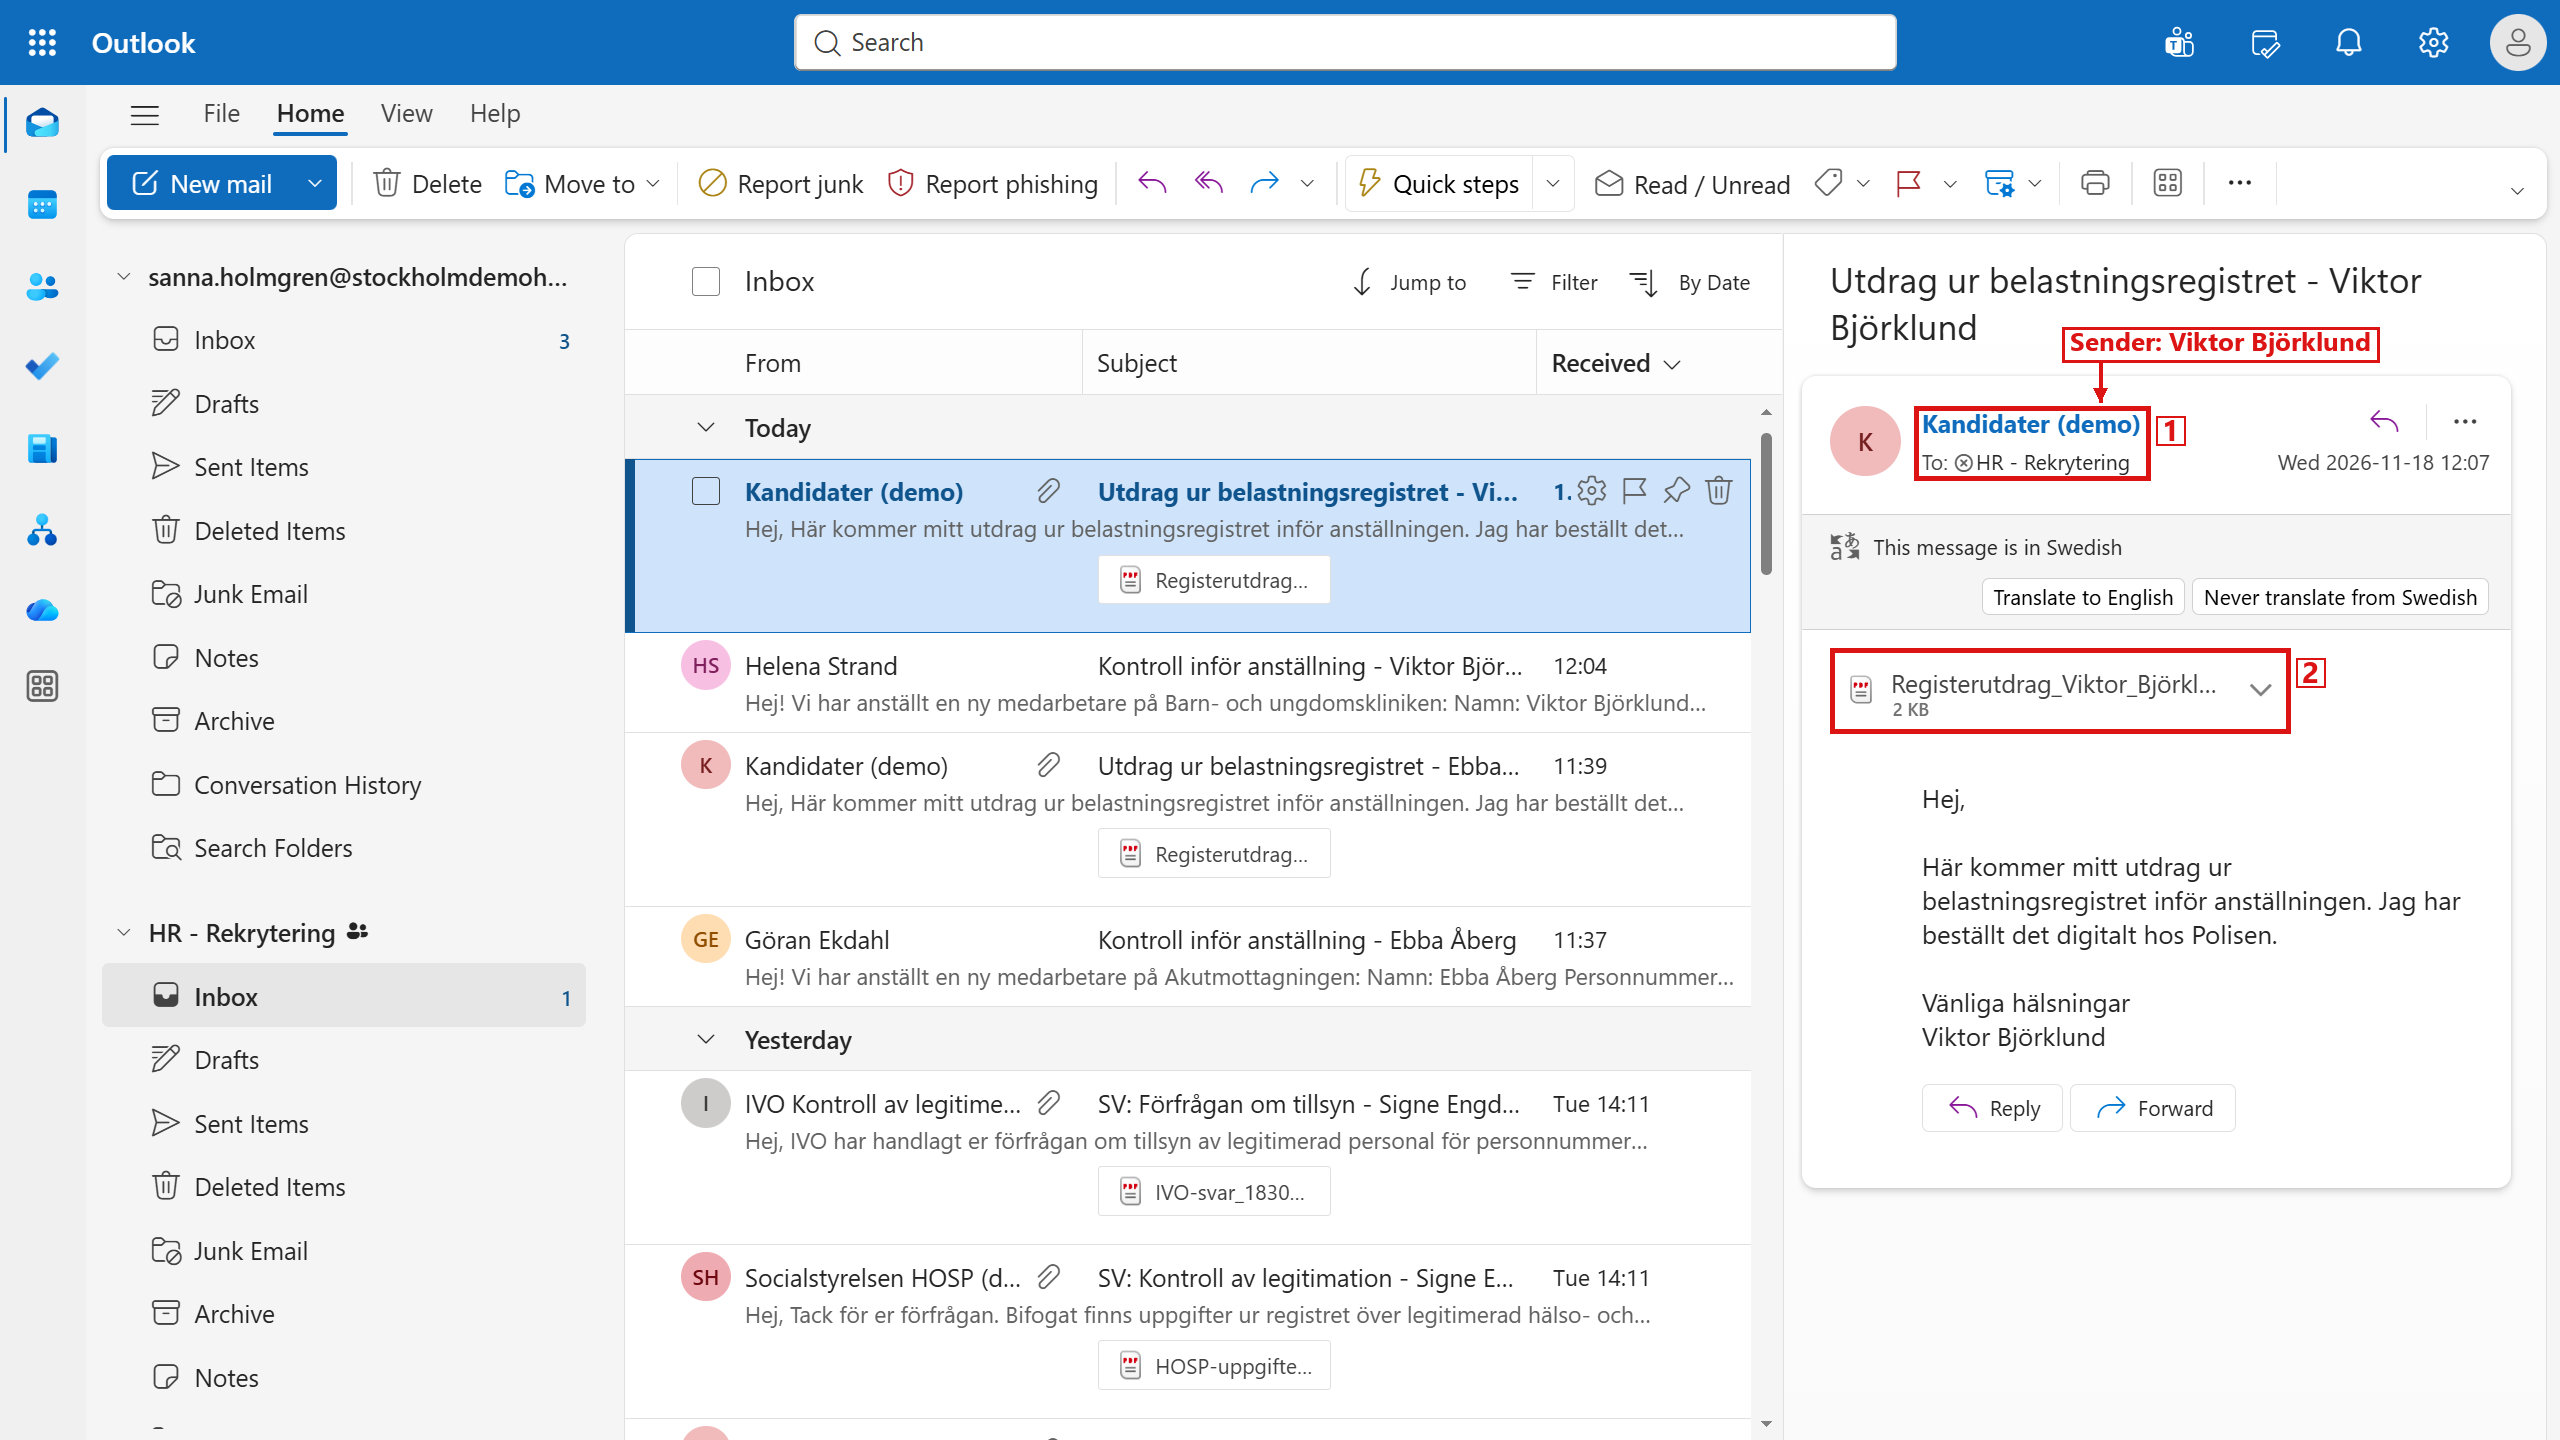 Outlook
Search
File Home View Help
New mail Delete Move to Report junk Report phishing Quick steps Read / Unread
sanna.holmgren@stockholmdemoh...
Inbox 3
Drafts
Sent Items
Deleted Items
Junk Email
Notes
Archive
Conversation History
Search Folders
HR - Rekrytering
Inbox 1
Drafts
Sent Items
Deleted Items
Junk Email
Archive
Notes
Inbox Jump to Filter By Date
From Subject Received
Today
Kandidater (demo) Utdrag ur belastningsregistret - Vi... 1.
Hej, Här kommer mitt utdrag ur belastningsregistret inför anställningen. Jag har beställt det...
PDF Registerutdrag...
HS Helena Strand Kontroll inför anställning - Viktor Björ... 12:04
Hej! Vi har anställt en ny medarbetare på Barn- och ungdomskliniken: Namn: Viktor Björklund...
K Kandidater (demo) Utdrag ur belastningsregistret - Ebba... 11:39
Hej, Här kommer mitt utdrag ur belastningsregistret inför anställningen. Jag har beställt det...
PDF Registerutdrag...
GE Göran Ekdahl Kontroll inför anställning - Ebba Åberg 11:37
Hej! Vi har anställt en ny medarbetare på Akutmottagningen: Namn: Ebba Åberg Personnummer...
Yesterday
I IVO Kontroll av legitime... SV: Förfrågan om tillsyn - Signe Engd... Tue 14:11
Hej, IVO har handlagt er förfrågan om tillsyn av legitimerad personal för personnummer...
PDF IVO-svar_1830...
SH Socialstyrelsen HOSP (d... SV: Kontroll av legitimation - Signe E... Tue 14:11
Hej, Tack för er förfrågan. Bifogat finns uppgifter ur registret över legitimerad hälso- och...
PDF HOSP-uppgifte...
Utdrag ur belastningsregistret - Viktor
Björklund
Sender: Viktor Björklund
K Kandidater (demo) 1
To: HR - Rekrytering Wed 2026-11-18 12:07
This message is in Swedish
Translate to English Never translate from Swedish
PDF Registerutdrag_Viktor_Björkl... 2
2 KB
Hej,
Här kommer mitt utdrag ur
belastningsregistret inför anställningen. Jag har
beställt det digitalt hos Polisen.
Vänliga hälsningar
Viktor Björklund
Reply Forward